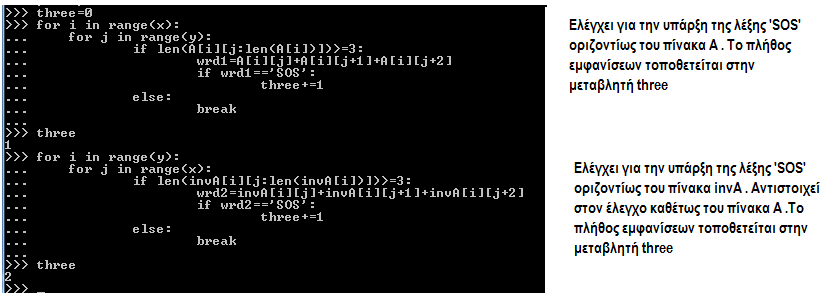 >>> three=0
>>> for i in range(x):
...     for j in range(y):
...             if len(A[i][j:len(A[i])])>=3:
...                     wrd1=A[i][j]+A[i][j+1]+A[i][j+2]
...                     if wrd1=='SOS':
...                             three+=1
...             else:
...                     break
...
>>> three
1
>>> for i in range(y):
...     for j in range(x):
...             if len(invA[i][j:len(invA[i])])>=3:
...                     wrd2=invA[i][j]+invA[i][j+1]+invA[i][j+2]
...                     if wrd2=='SOS':
...                             three+=1
...             else:
...                     break
...
>>> three
2
>>> _
Ελέγχει για την υπάρξη της λέξης 'SOS'
οριζοντίως του πίνακα Α . Το πλήθος
εμφανίσεων τοποθετείται στην
μεταβλητή three
Ελέγχει για την υπάρξη της λέξης 'SOS'
οριζοντίως του πίνακα invA . Αντιστοιχεί
στον έλεγχο καθέτως του πίνακα Α .Το
πλήθος εμφανίσεων τοποθετείται στην
μεταβλητή three